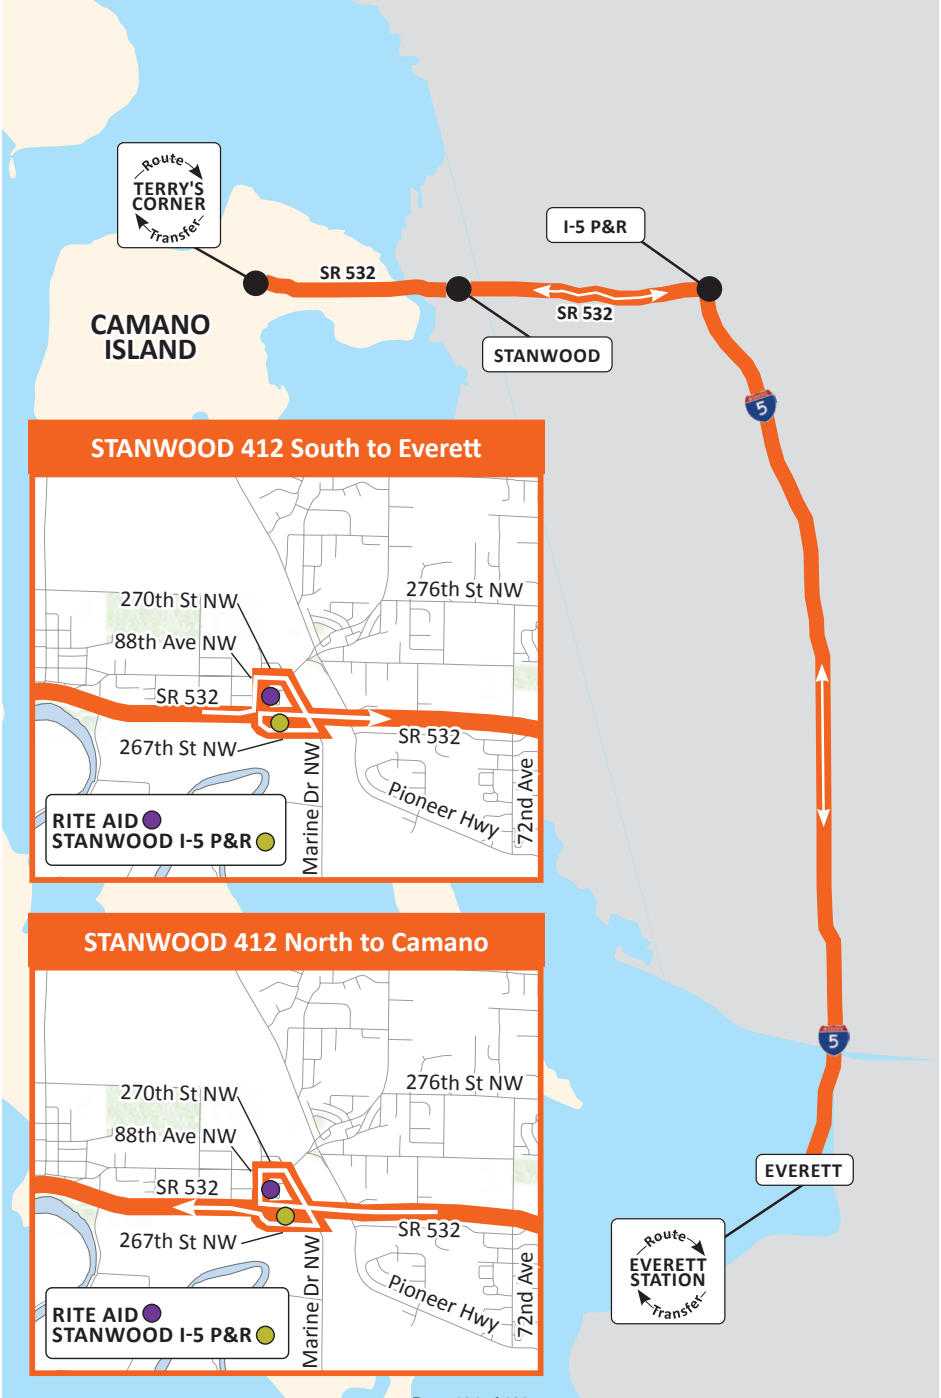 Route
TERRY'S
CORNER
Transfer
I-5 P&R
SR 532
SR 532
CAMANO
ISLAND
STANWOOD
5
STANWOOD 412 South to Everett
276th St NW
270th St NW
88th Ave NW
SR 532
SR 532
267th St NW
Marine Dr NW
Pioneer Hwy
72nd Ave
RITE AID
STANWOOD I-5 P&R
STANWOOD 412 North to Camano
5
276th St NW
270th St NW
88th Ave NW
SR 532
SR 532
267th St NW
Marine Dr NW
Pioneer Hwy
72nd Ave
RITE AID
STANWOOD I-5 P&R
EVERETT
Route
EVERETT
STATION
Transfer